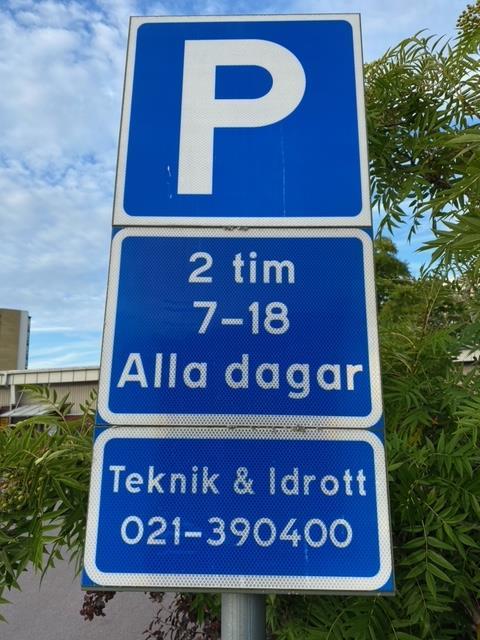 P
2 tim
7-18
Alla dagar
Teknik & Idrott
021-390400